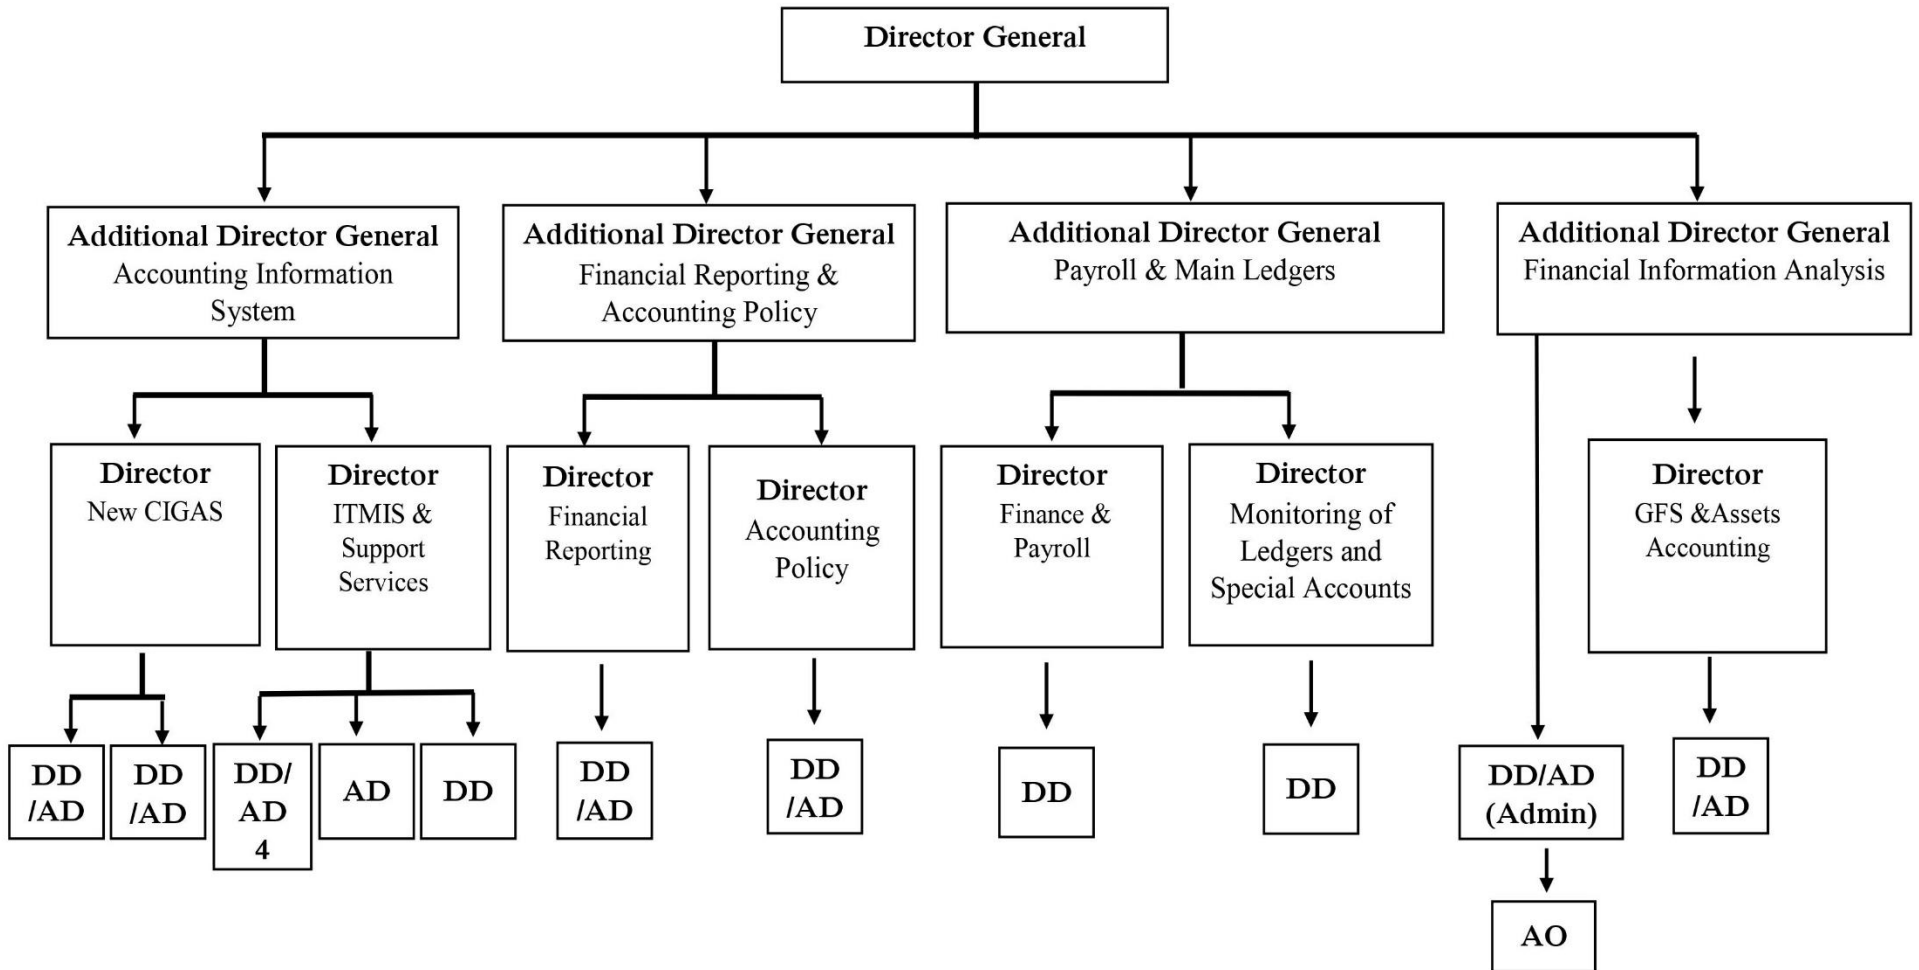 Director General
Additional Director General
Accounting Information
System
Additional Director General
Financial Reporting &
Accounting Policy
Additional Director General
Payroll & Main Ledgers
Additional Director General
Financial Information Analysis
Director
New CIGAS
Director
ITMIS &
Support
Services
Director
Financial
Reporting
Director
Accounting
Policy
Director
Finance &
Payroll
Director
Monitoring of
Ledgers and
Special Accounts
Director
GFS &Assets
Accounting
DD
/AD
DD
/AD
DD/
AD
4
AD
DD
DD
/AD
DD
/AD
DD
DD
DD/AD
(Admin)
DD
/AD
AO